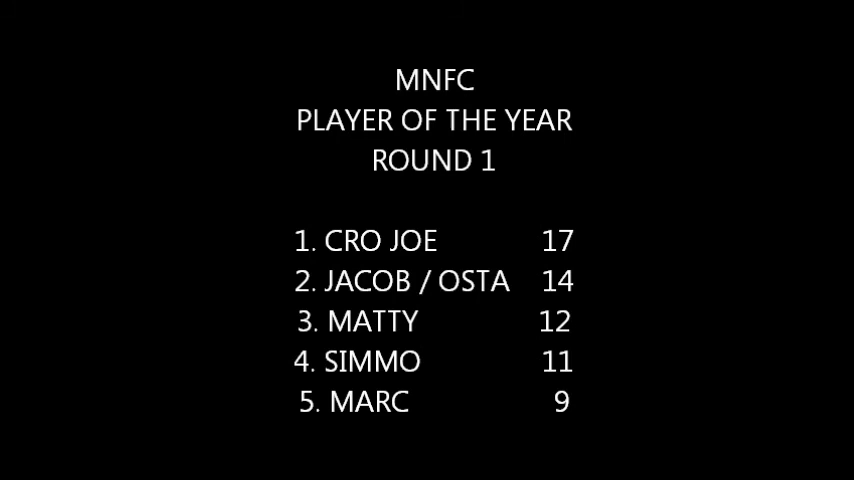 MNFC
PLAYER OF THE YEAR
ROUND 1
1. CRO JOE 17
2. JACOB / OSTA 14
3. MATTY 12
4. SIMMO 11
5. MARC 9